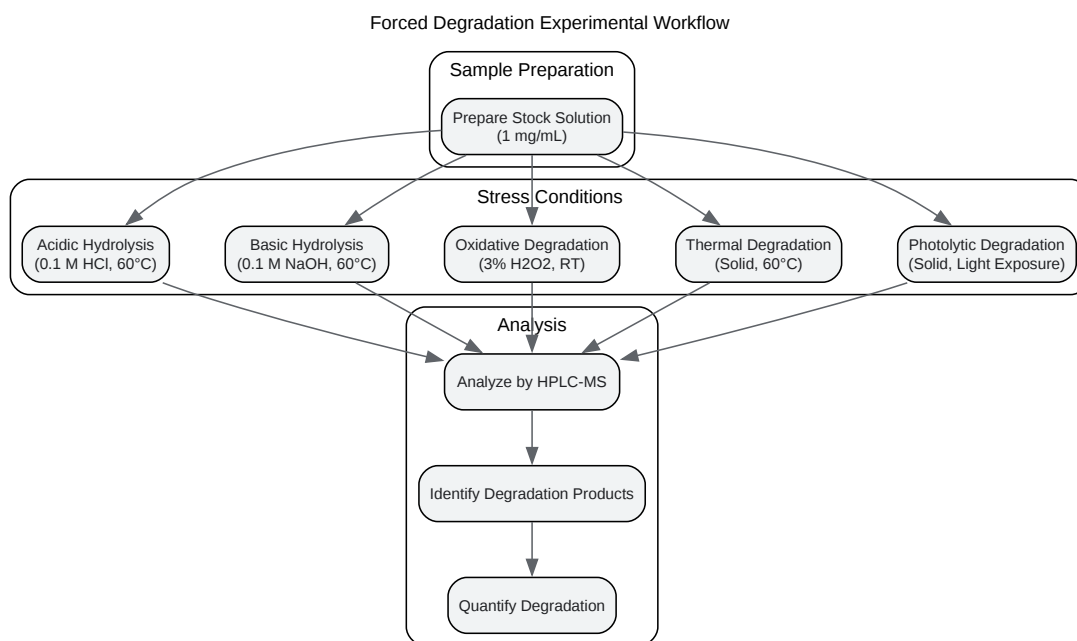 Forced Degradation Experimental Workflow
Sample Preparation
Prepare Stock Solution
(1 mg/mL)
Stress Conditions
Acidic Hydrolysis
(0.1 M HCl, 60°C)
Basic Hydrolysis
(0.1 M NaOH, 60°C)
Oxidative Degradation
(3% H2O2, RT)
Thermal Degradation
(Solid, 60°C)
Photolytic Degradation
(Solid, Light Exposure)
Analysis
Analyze by HPLC-MS
Identify Degradation Products
Quantify Degradation